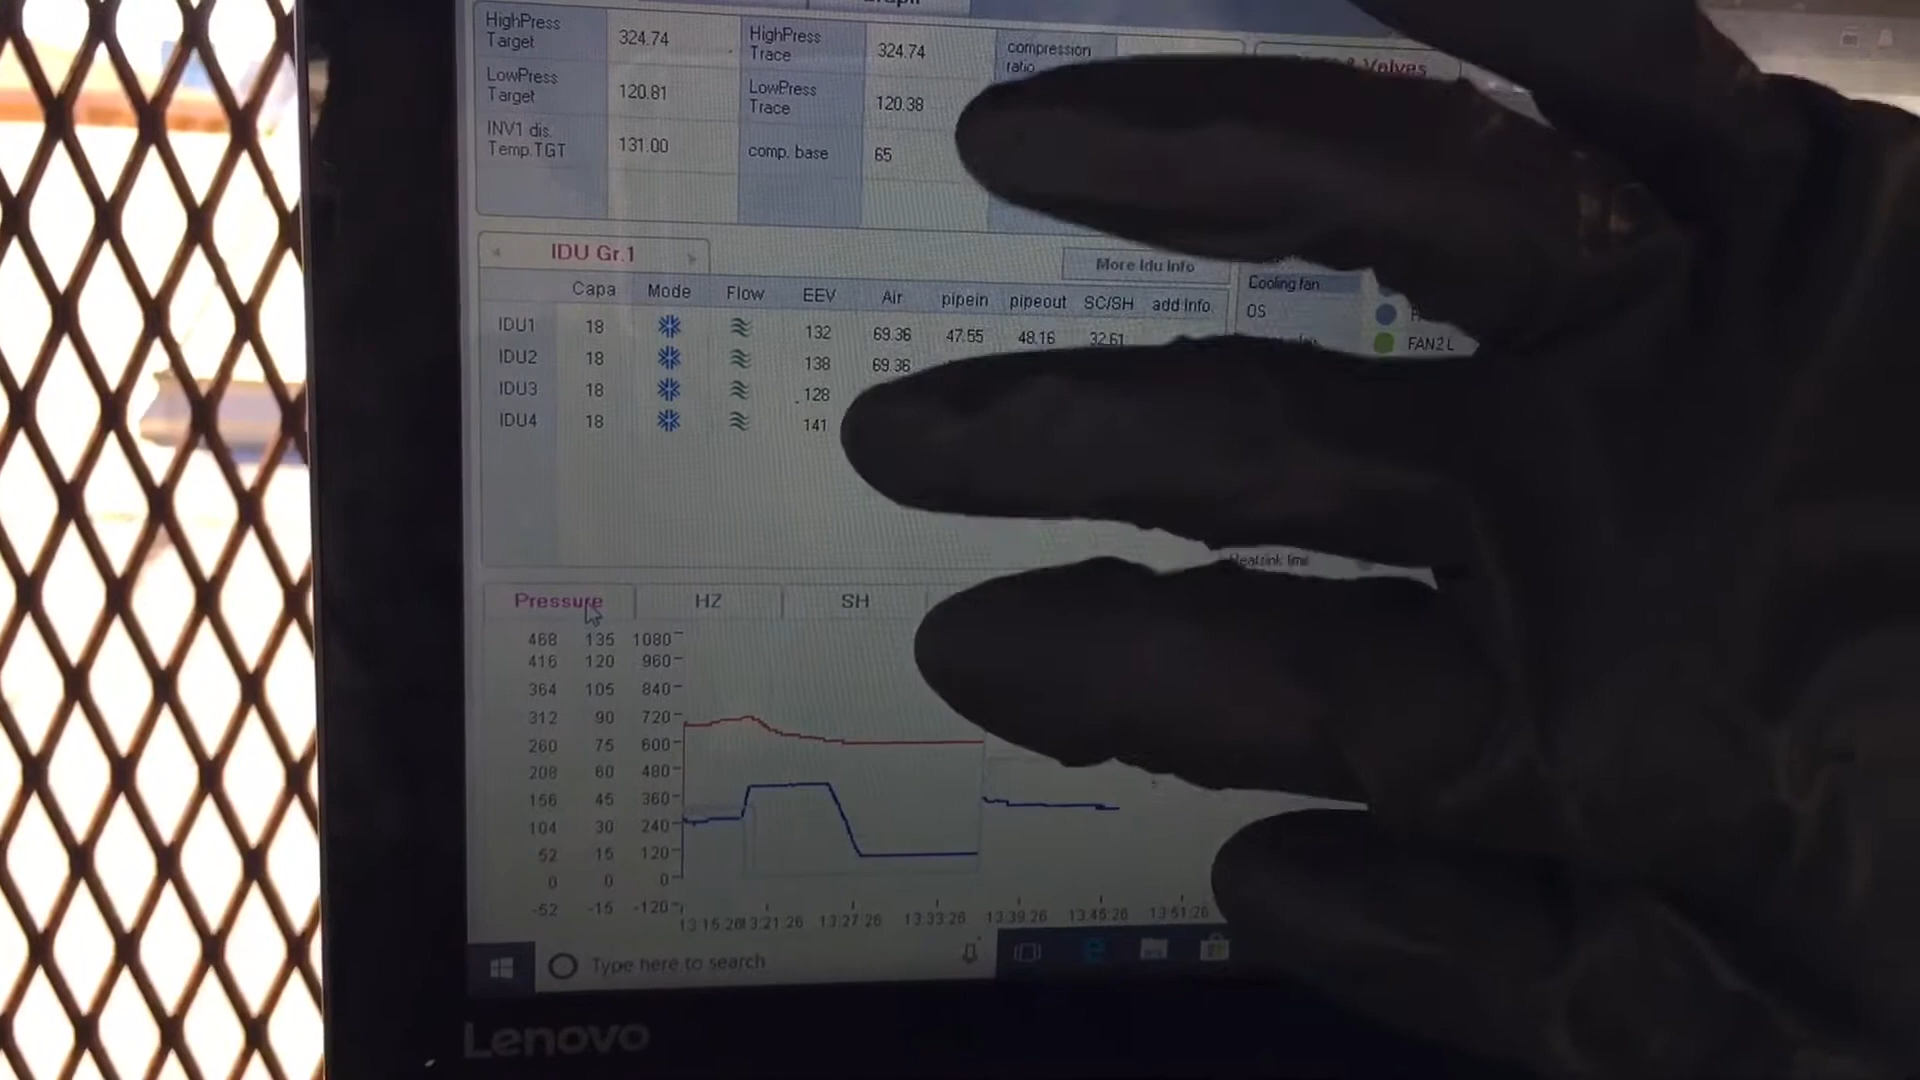 Graph
HighPress Target 324.74 HighPress Trace 324.74 compression ratio
LowPress Target 120.81 LowPress Trace 120.38
INV1 dis. Temp.TGT 131.00 comp. base 65
& Valves
IDU Gr.1
More Idu Info
Capa Mode Flow EEV Air pipein pipeout SC/SH add Info.
IDU1 18 132 69.36 47.55 48.16 32.61
IDU2 18 138 69.36
IDU3 18 128
IDU4 18 141
Cooling fan
OS
FAN2 L
Heatsink limit
Pressure HZ SH
468 135 1080
416 120 960
364 105 840
312 90 720
260 75 600
208 60 480
156 45 360
104 30 240
52 15 120
0 0 0
-52 -15 -120
13:15:26 13:21:26 13:27:26 13:33:26 13:39:26 13:45:26 13:51:26
Type here to search
Lenovo